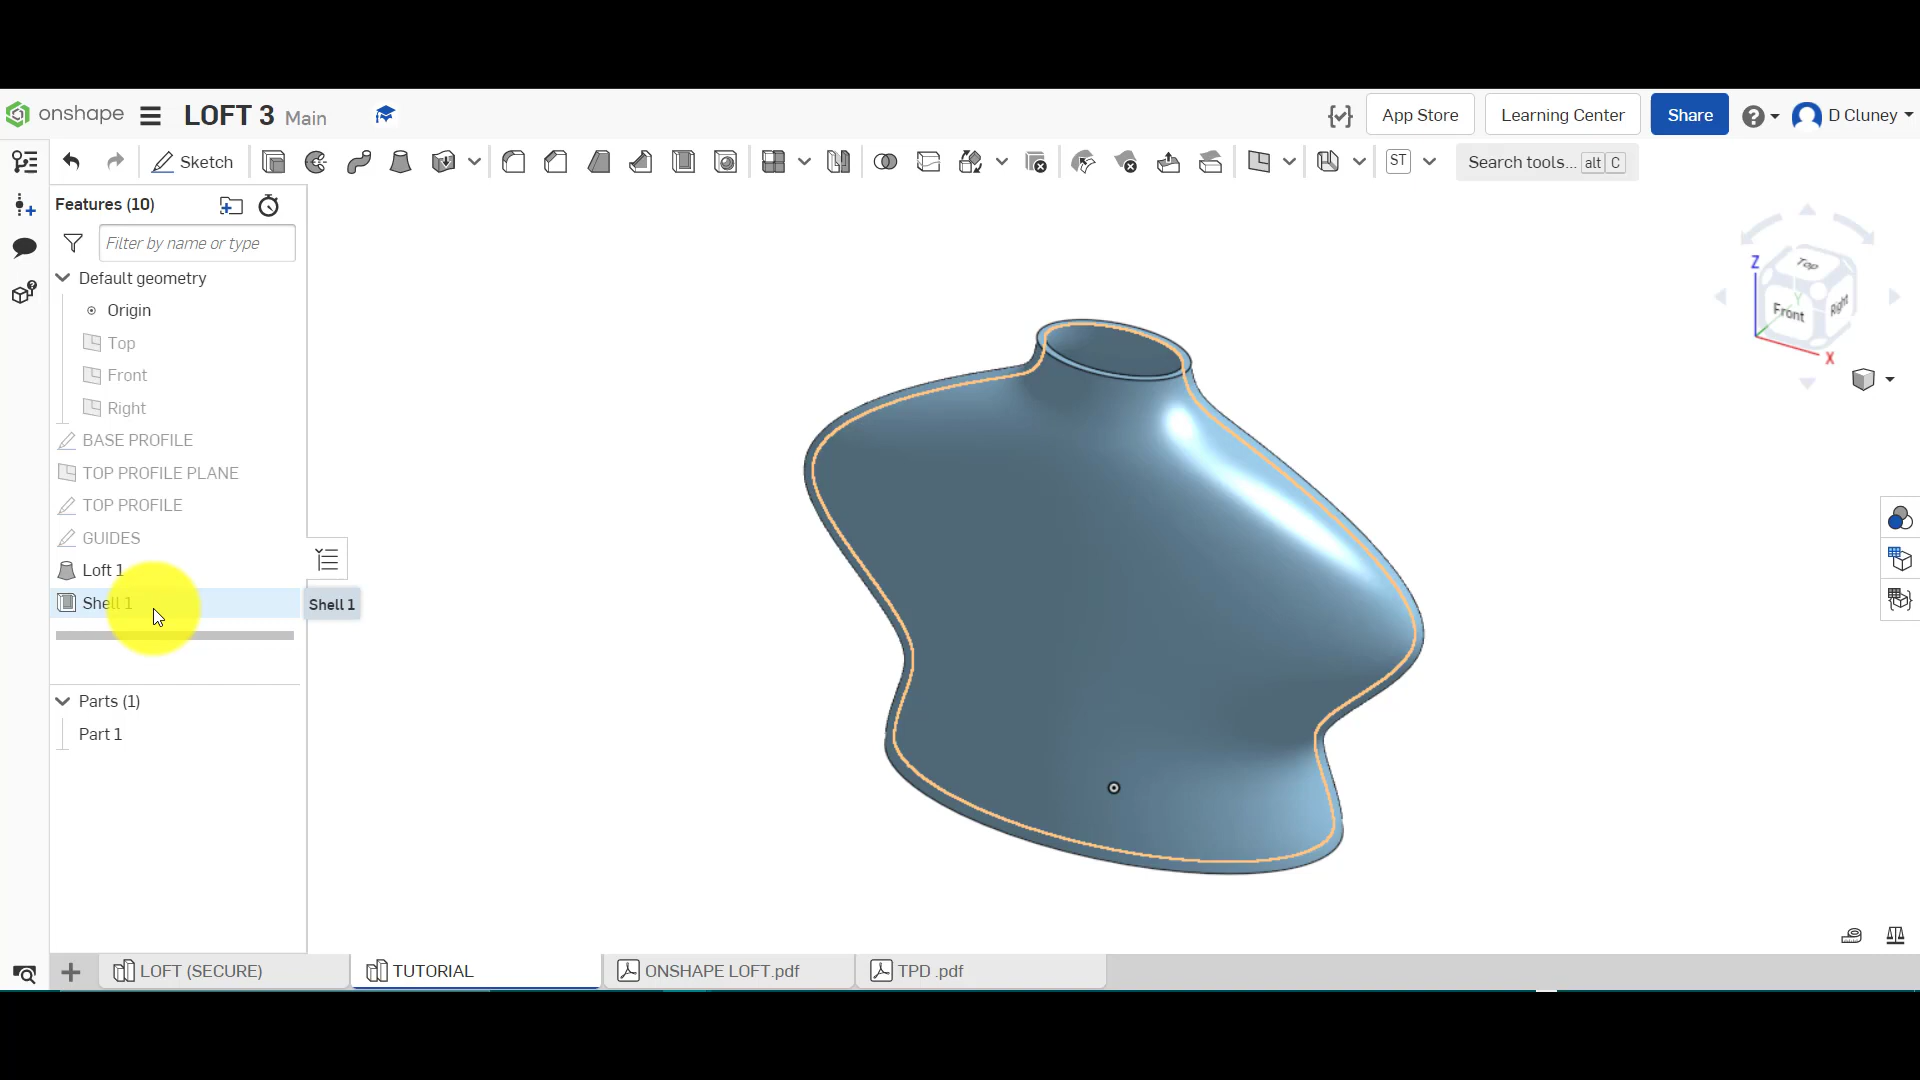 onshape
LOFT 3 Main
App Store
Learning Center
Share
D Cluney
Sketch
ST
Search tools... alt C
Features (10)
Filter by name or type
Default geometry
Origin
Top
Front
Right
BASE PROFILE
TOP PROFILE PLANE
TOP PROFILE
GUIDES
Loft 1
Shell 1
Shell 1
Parts (1)
Part 1
Z
Top
Y
Front
Right
X
LOFT (SECURE)
TUTORIAL
ONSHAPE LOFT.pdf
TPD .pdf